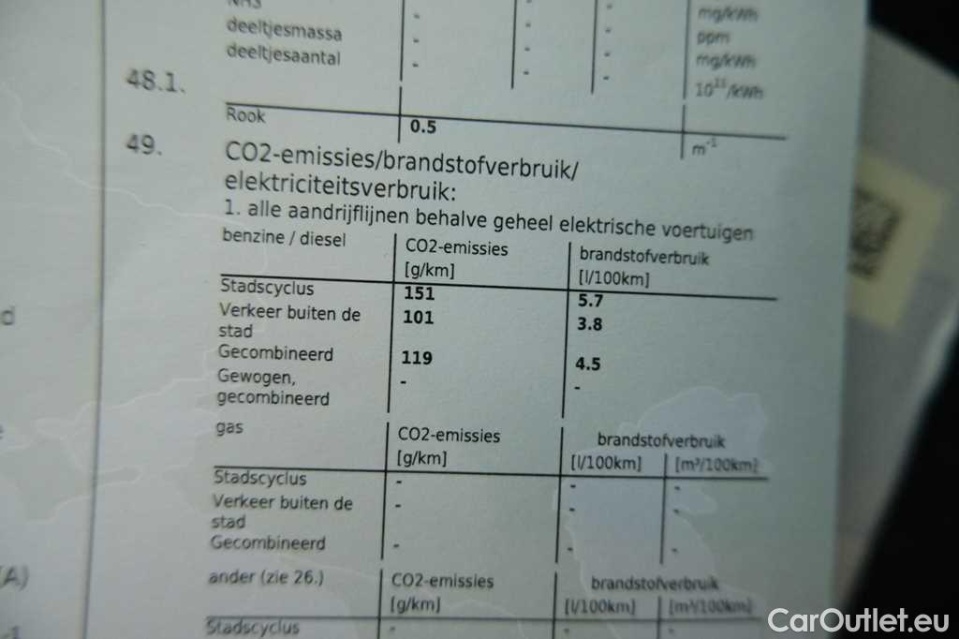 NH3 - - - mg/kWh
deeltjesmassa - - - ppm
deeltjesaantal - - - mg/kWh
48.1. 10¹¹/kWh
Rook 0.5 m⁻¹
49. CO2-emissies/brandstofverbruik/
elektriciteitsverbruik:
1. alle aandrijflijnen behalve geheel elektrische voertuigen
benzine / diesel CO2-emissies brandstofverbruik
[g/km] [l/100km]
Stadscyclus 151 5.7
Verkeer buiten de 101 3.8
stad
Gecombineerd 119 4.5
Gewogen, - -
gecombineerd
gas CO2-emissies brandstofverbruik
[g/km] [l/100km] [m³/100km]
Stadscyclus - - -
Verkeer buiten de - - -
stad
Gecombineerd - - -
ander (zie 26.) CO2-emissies brandstofverbruik
[g/km] [l/100km] [m³/100km]
Stadscyclus - -
d
(A)
CarOutlet.eu